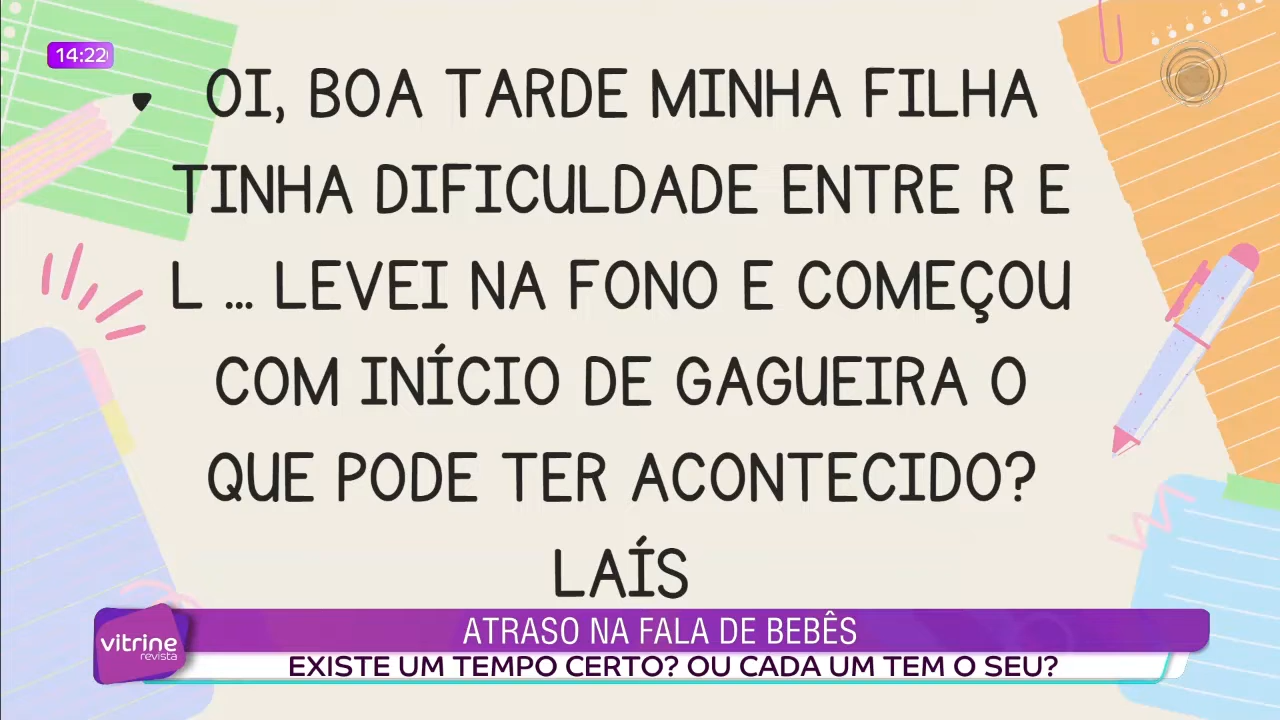 14:22
OI, BOA TARDE MINHA FILHA
TINHA DIFICULDADE ENTRE R E
L ... LEVEI NA FONO E COMEÇOU
COM INÍCIO DE GAGUEIRA O
QUE PODE TER ACONTECIDO?
LAÍS
vitrine
revista
ATRASO NA FALA DE BEBÊS
EXISTE UM TEMPO CERTO? OU CADA UM TEM O SEU?